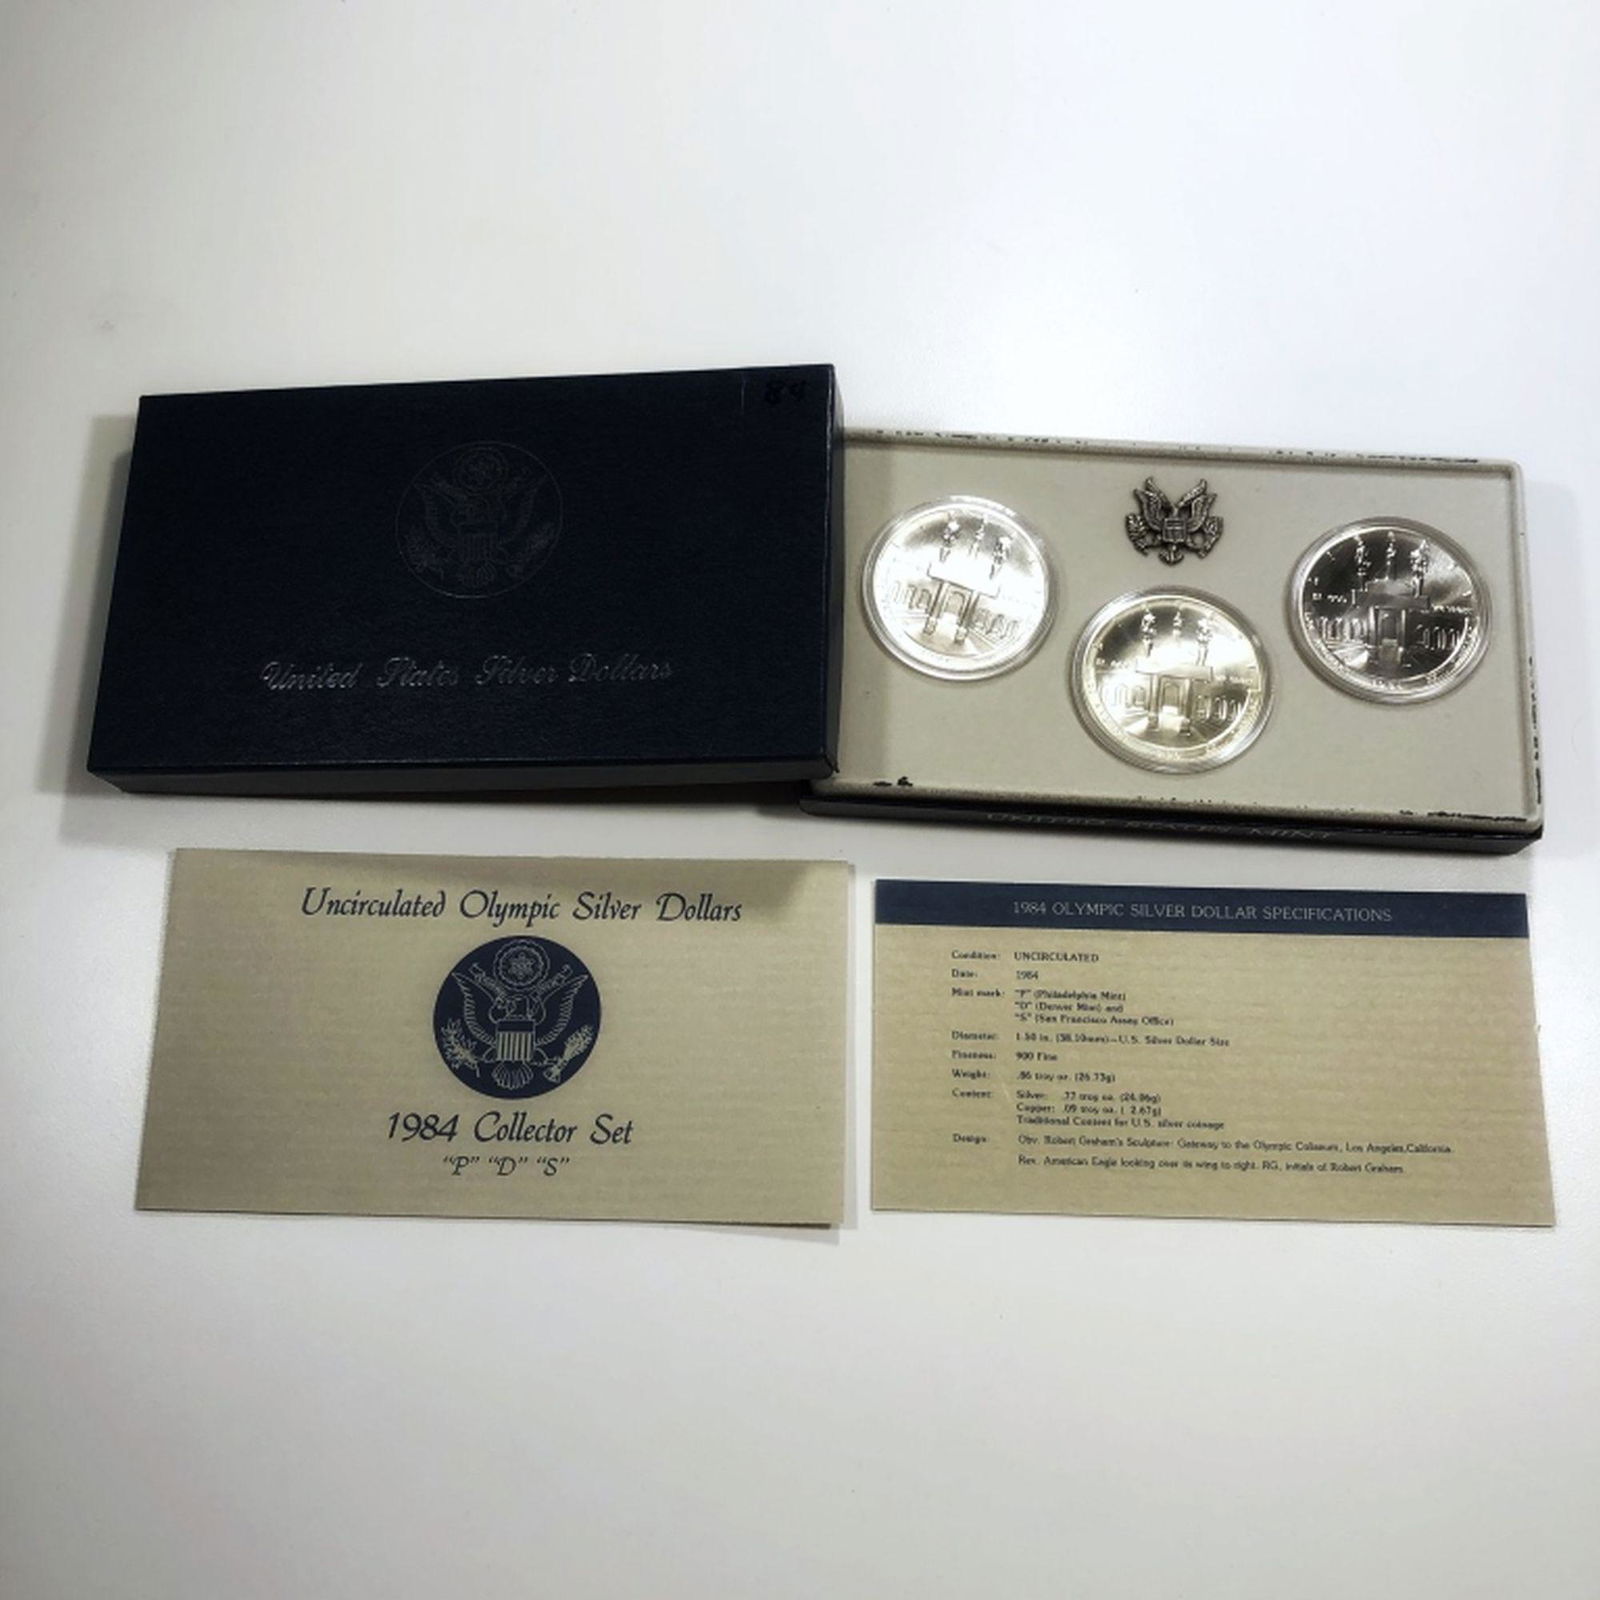 84
United States Silver Dollars
UNITED STATES MINT
Uncirculated Olympic Silver Dollars
1984 Collector Set
"P" "D" "S"
1984 OLYMPIC SILVER DOLLAR SPECIFICATIONS
Condition: UNCIRCULATED
Date: 1984
Mint mark: "P" (Philadelphia Mint)
"D" (Denver Mint) and
"S" (San Francisco Assay Office)
Diameter: 1.50 in. (38.10mm)—U.S. Silver Dollar Size
Fineness: 900 Fine
Weight: .86 troy oz. (26.73g)
Content: Silver: .77 troy oz. (24.06g)
Copper: .09 troy oz. ( 2.67g)
Traditional Content for U.S. silver coinage
Design: Obv. Robert Graham's Sculpture: Gateway to the Olympic Coliseum, Los Angeles,California.
Rev. American Eagle looking over its wing to right. RG, initials of Robert Graham.